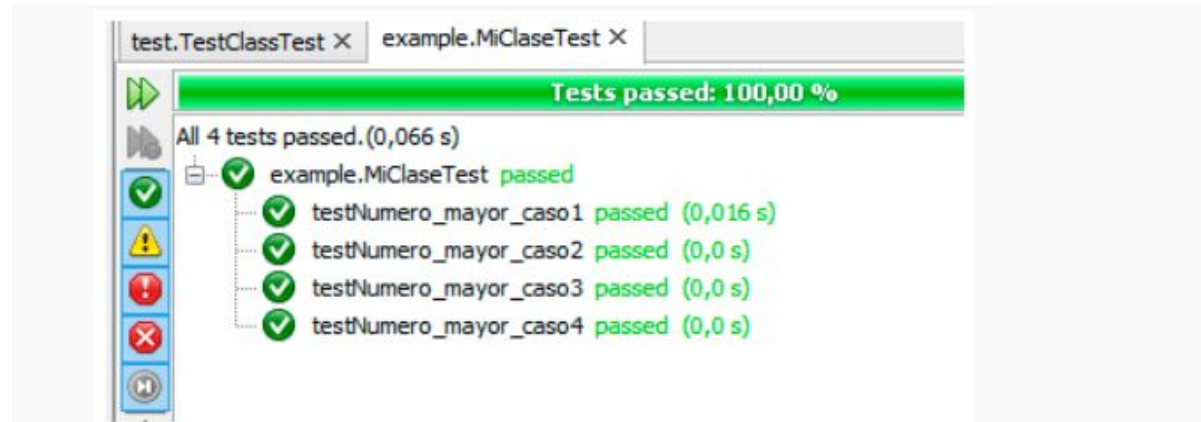 test.TestClassTest × example.MiClaseTest ×
Tests passed: 100,00 %
All 4 tests passed.(0,066 s)
example.MiClaseTest passed
testNumero_mayor_caso1 passed (0,016 s)
testNumero_mayor_caso2 passed (0,0 s)
testNumero_mayor_caso3 passed (0,0 s)
testNumero_mayor_caso4 passed (0,0 s)